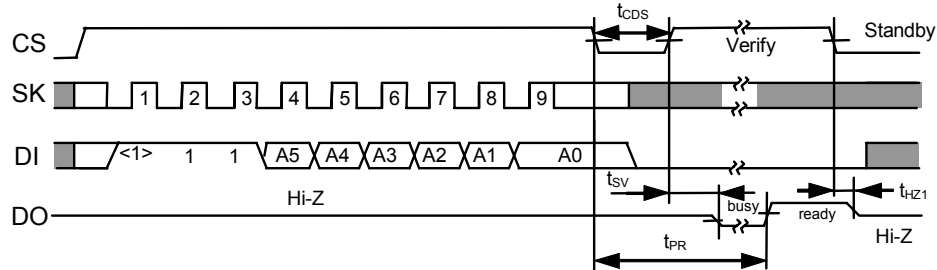 tCDS
CS Verify Standby
SK 1 2 3 4 5 6 7 8 9
DI <1> 1 1 A5 A4 A3 A2 A1 A0
tSV
Hi-Z busy ready tHZ1
DO tPR Hi-Z